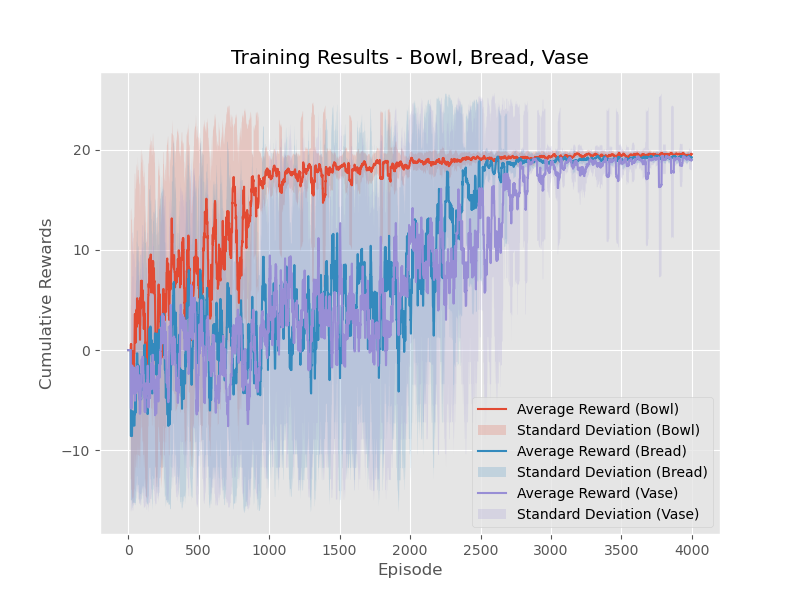 Training Results - Bowl, Bread, Vase
Cumulative Rewards
20
10
0
−10
Average Reward (Bowl)
Standard Deviation (Bowl)
Average Reward (Bread)
Standard Deviation (Bread)
Average Reward (Vase)
Standard Deviation (Vase)
0 500 1000 1500 2000 2500 3000 3500 4000
Episode